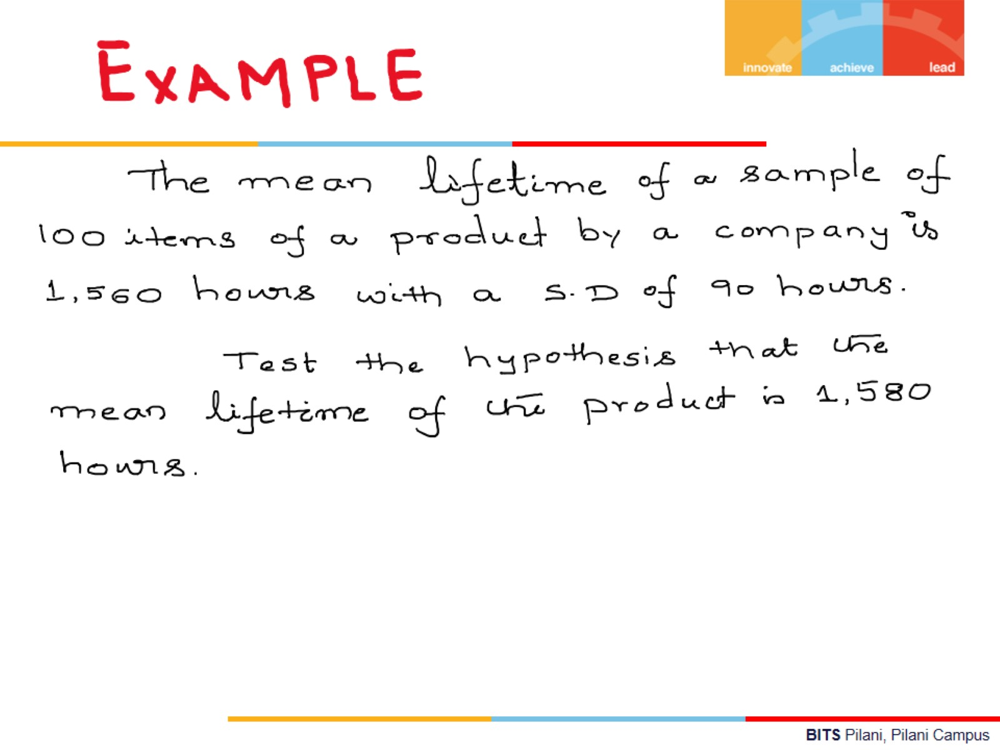 EXAMPLE
innovate achieve lead
The mean lifetime of a sample of
100 items of a product by a company is
1,560 hours with a S.D of 90 hours.
Test the hypothesis that the
mean lifetime of the product is 1,580
hours.
BITS Pilani, Pilani Campus